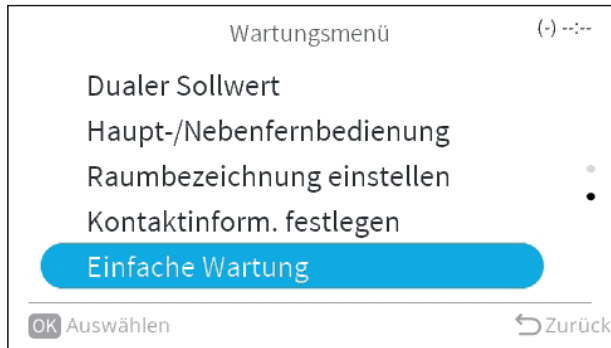 Wartungsmenü
(-) --:--
Dualer Sollwert
Haupt-/Nebenfernbedienung
Raumbezeichnung einstellen
Kontaktinform. festlegen
Einfache Wartung
OK Auswählen
Zurück